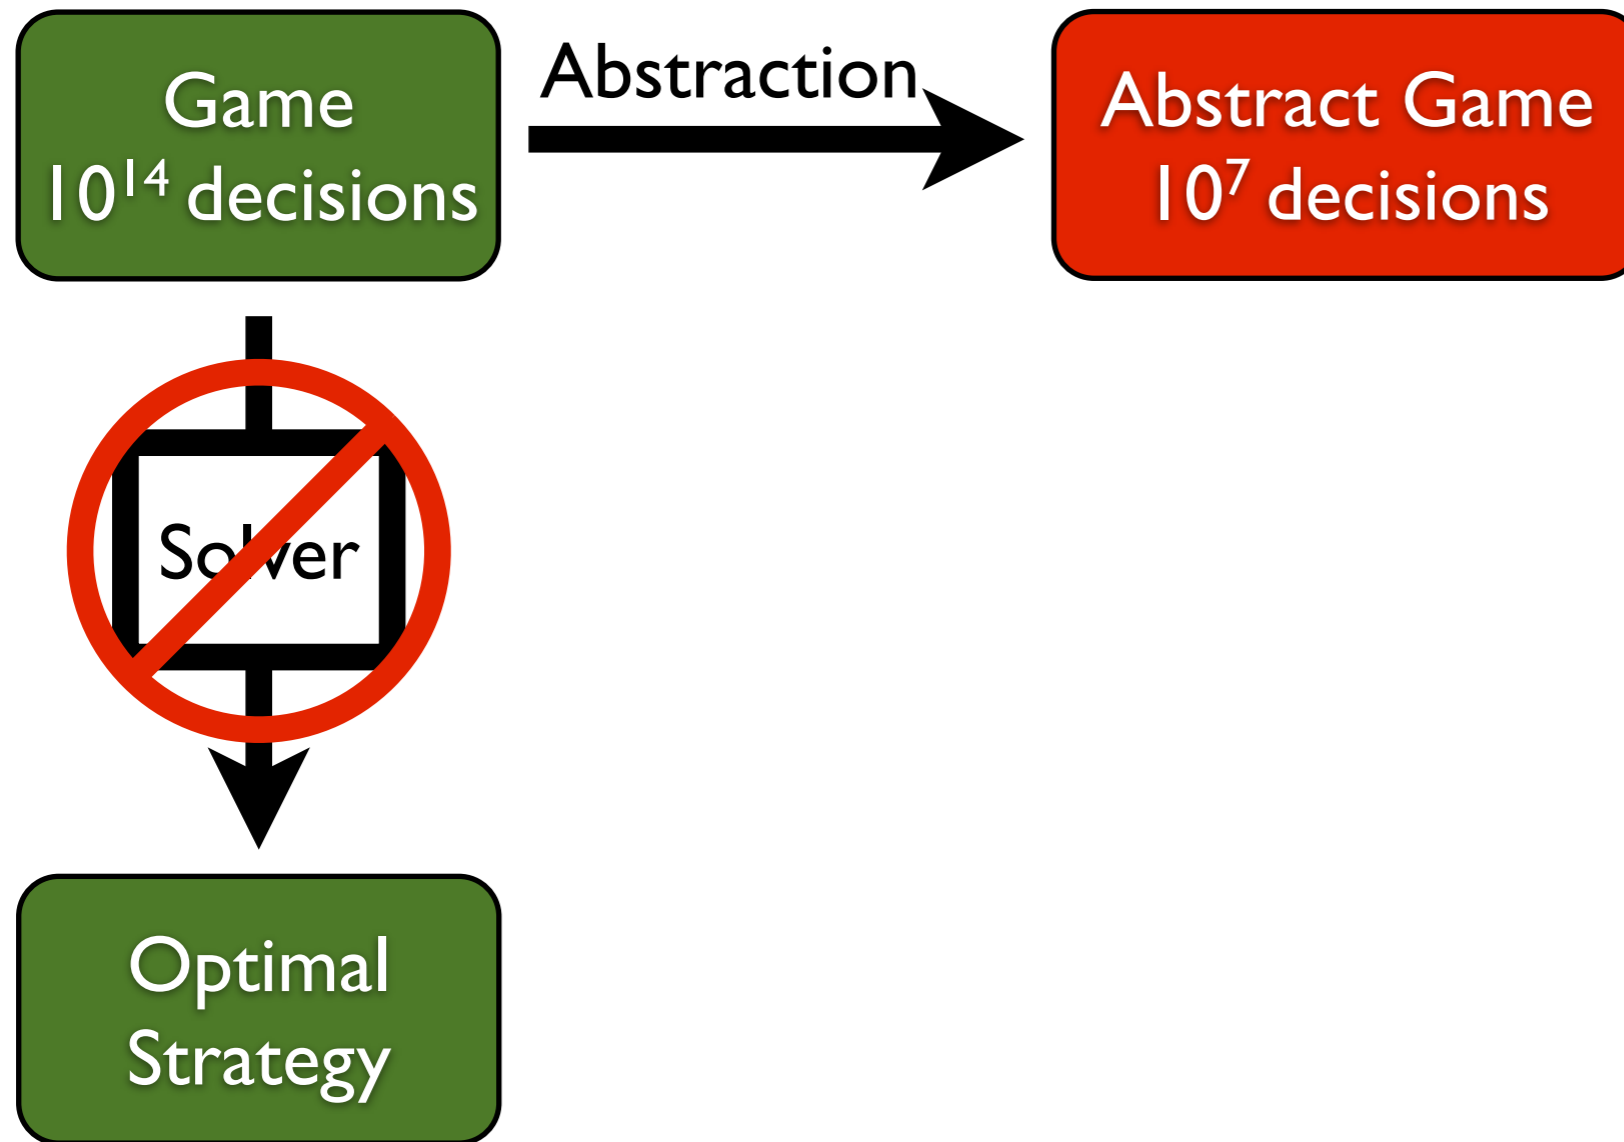 Game
10¹⁴ decisions
Abstraction
Abstract Game
10⁷ decisions
Solver
Optimal
Strategy